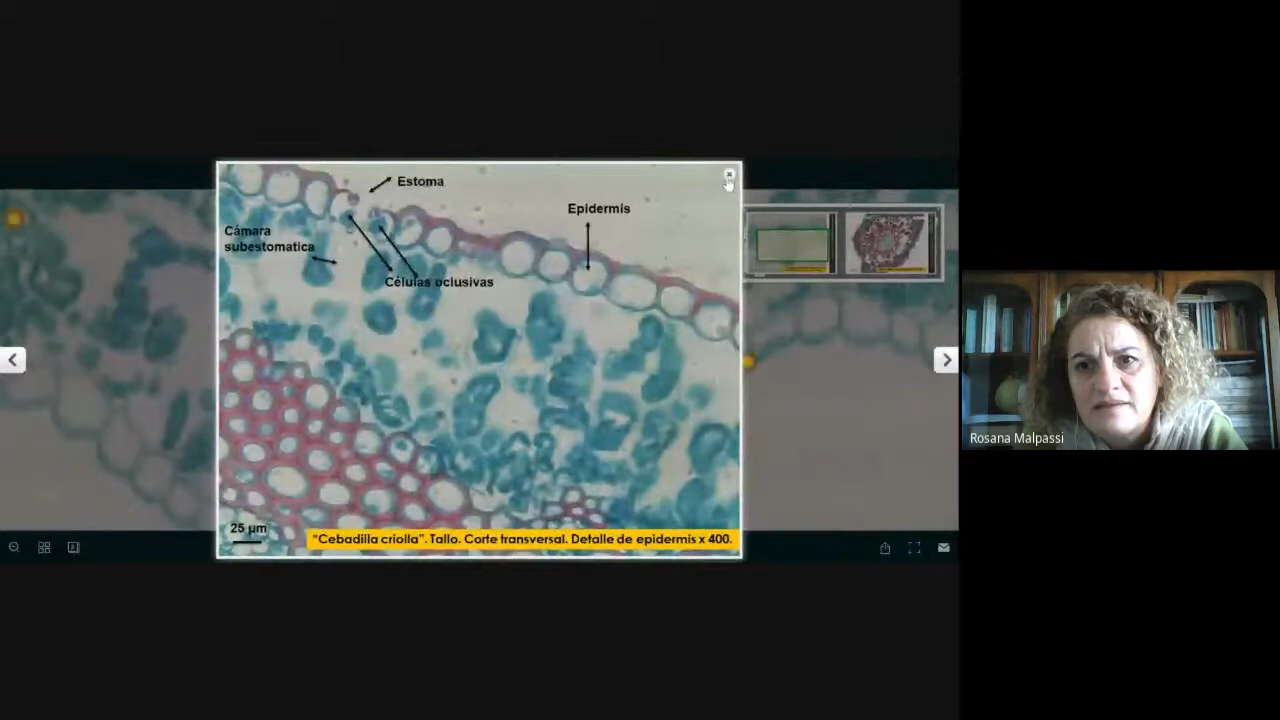 Estoma
Epidermis
Cámara
subestomatica
Células oclusivas
25 µm
"Cebadilla criolla". Tallo. Corte transversal. Detalle de epidermis x 400.
Rosana Malpassi